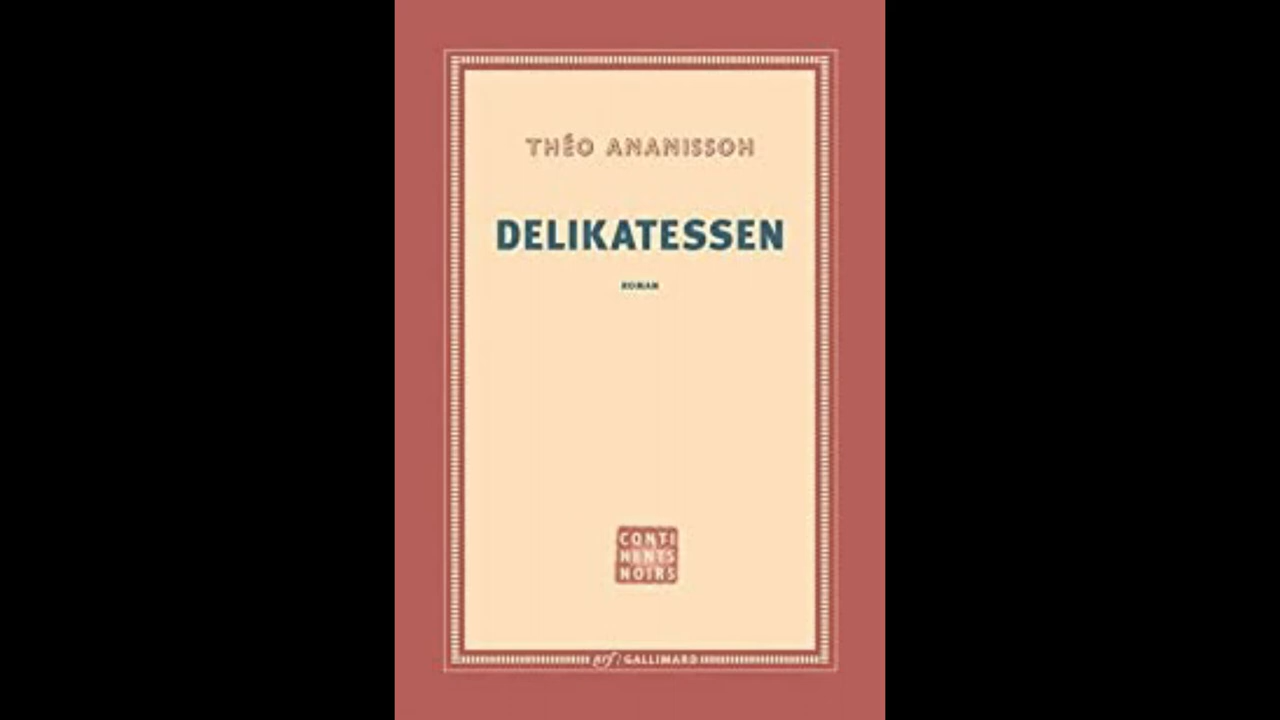 THÉO ANANISSOH
DELIKATESSEN
ROMAN
CONTI
NENTS
NOIRS
nrf / GALLIMARD